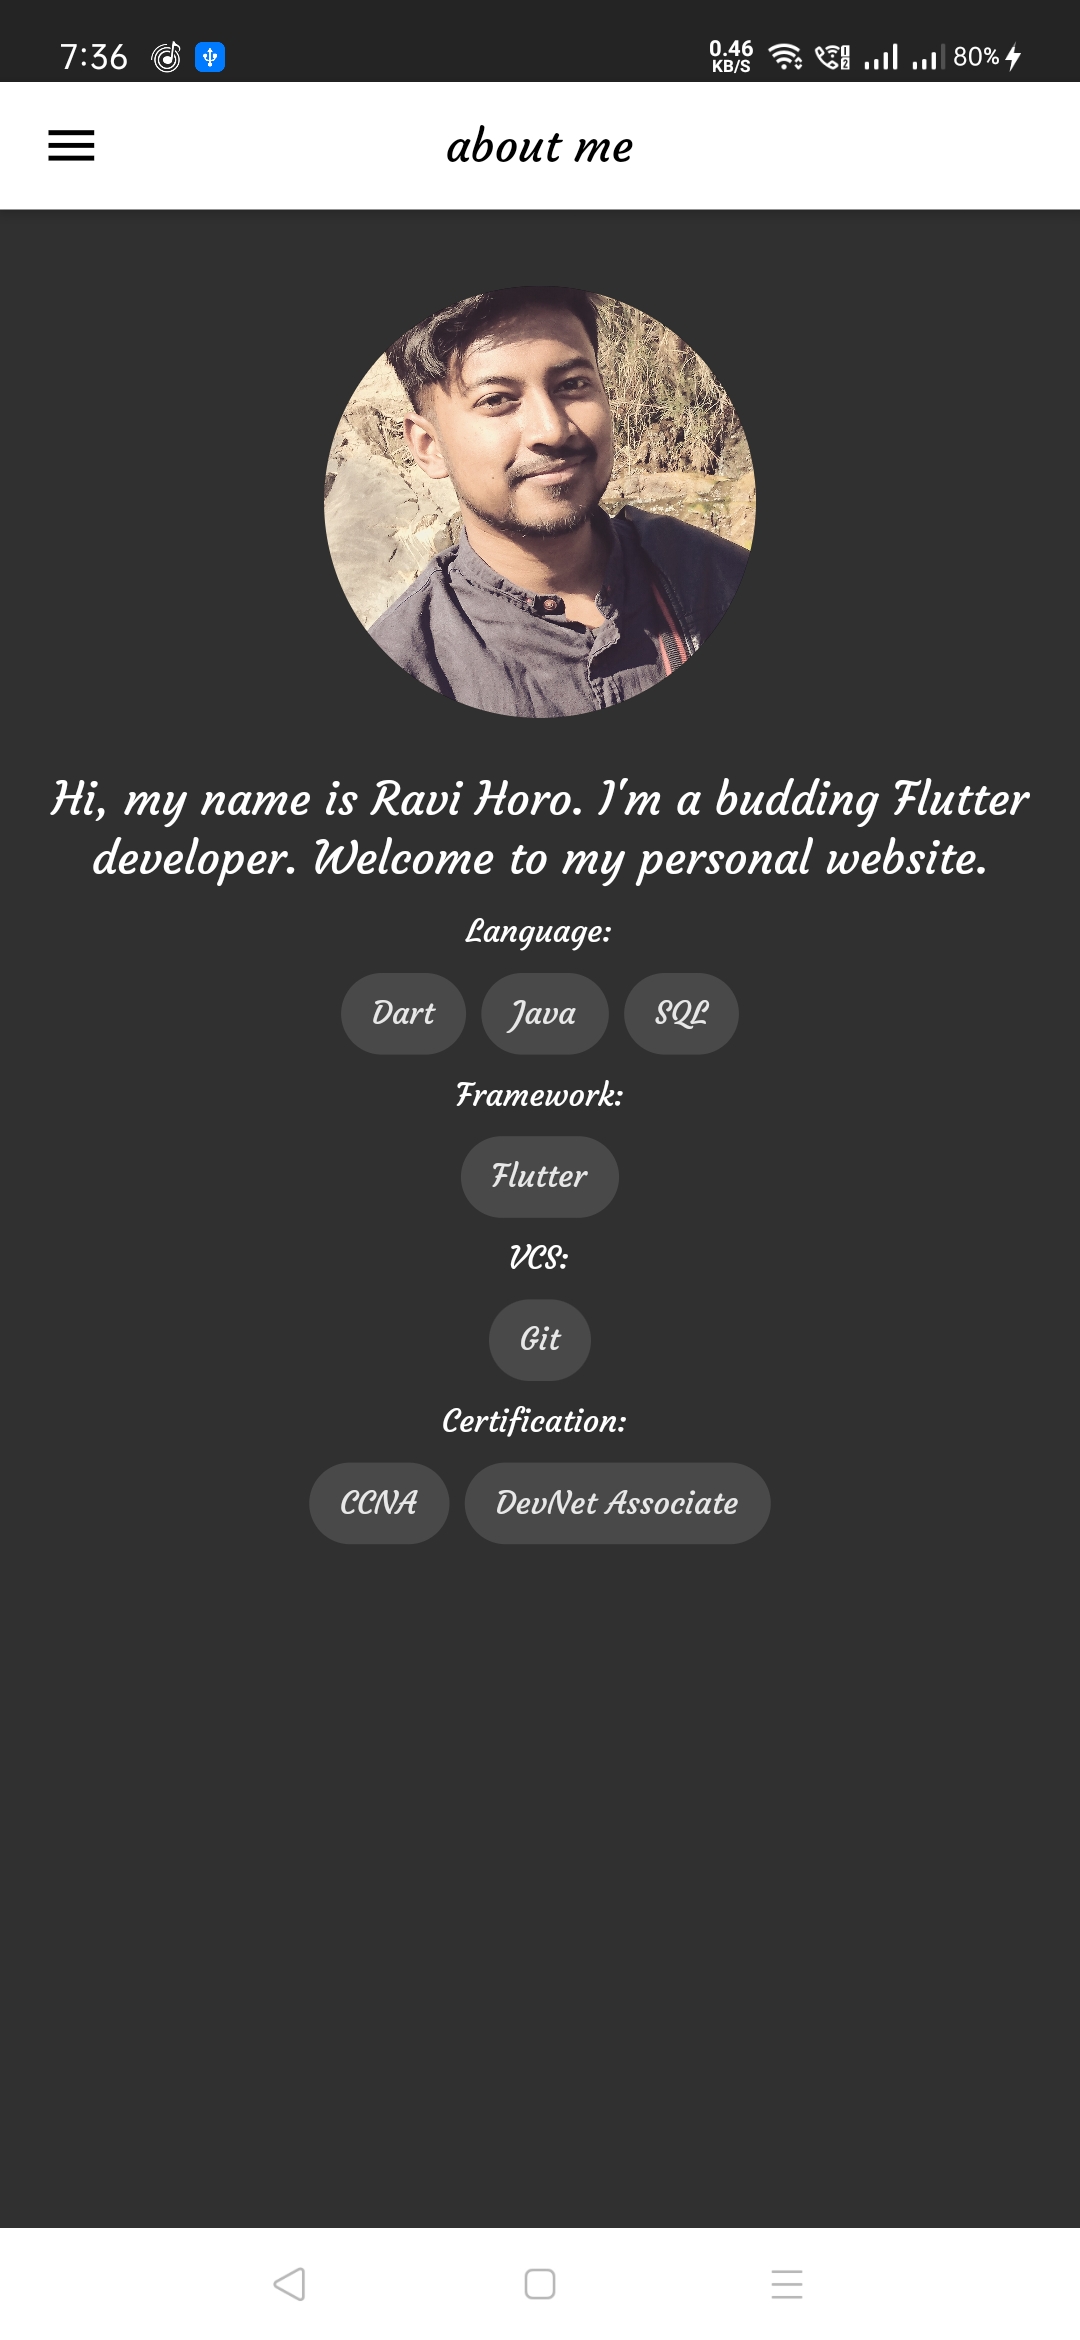 7:36 0.46 KB/S 80%
about me
Hi, my name is Ravi Horo. I'm a budding Flutter
developer. Welcome to my personal website.
Language:
Dart Java SQL
Framework:
Flutter
VCS:
Git
Certification:
CCNA DevNet Associate